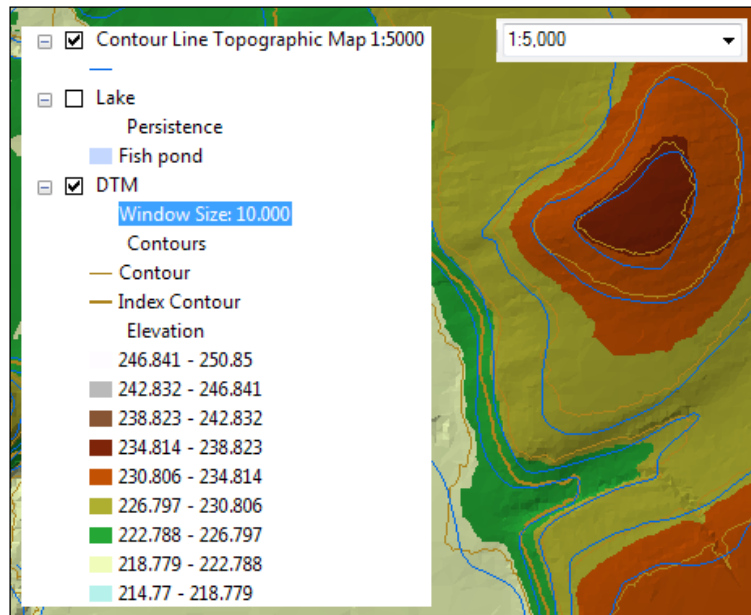 Contour Line Topographic Map 1:5000
1:5,000
Lake
Persistence
Fish pond
DTM
Window Size: 10.000
Contours
Contour
Index Contour
Elevation
246.841 - 250.85
242.832 - 246.841
238.823 - 242.832
234.814 - 238.823
230.806 - 234.814
226.797 - 230.806
222.788 - 226.797
218.779 - 222.788
214.77 - 218.779